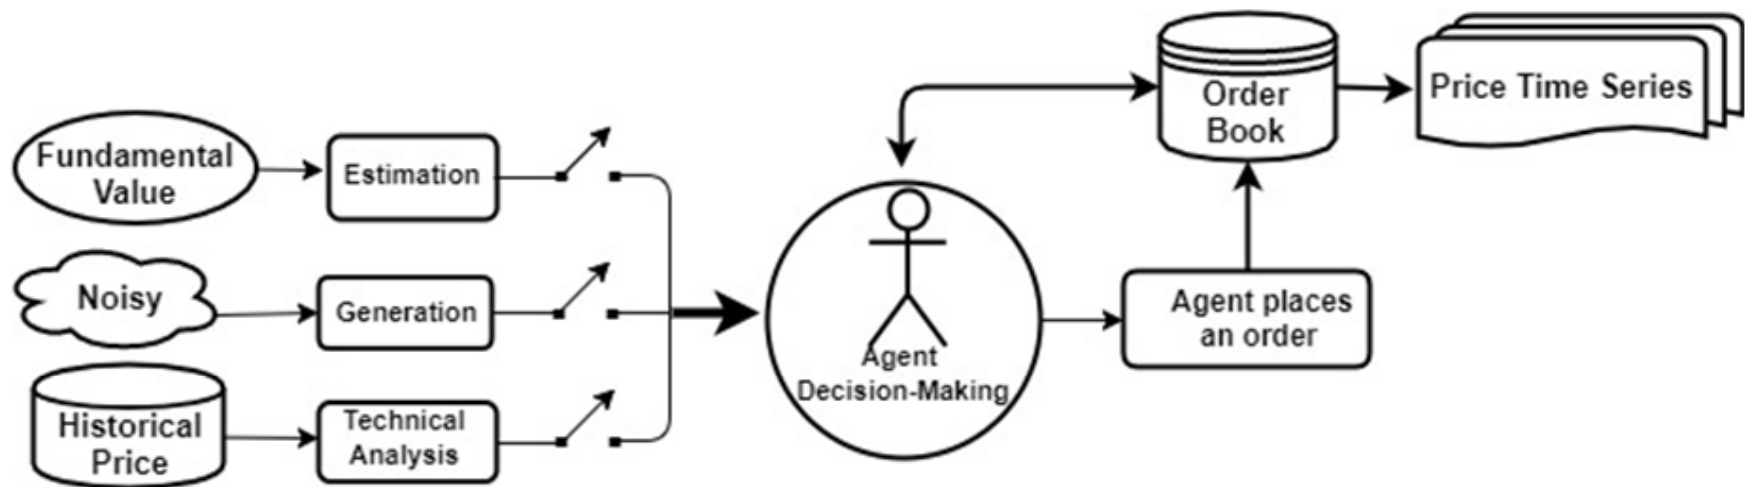 Fundamental
Value
Estimation
Noisy
Generation
Historical
Price
Technical
Analysis
Agent
Decision-Making
Agent places
an order
Order
Book
Price Time Series